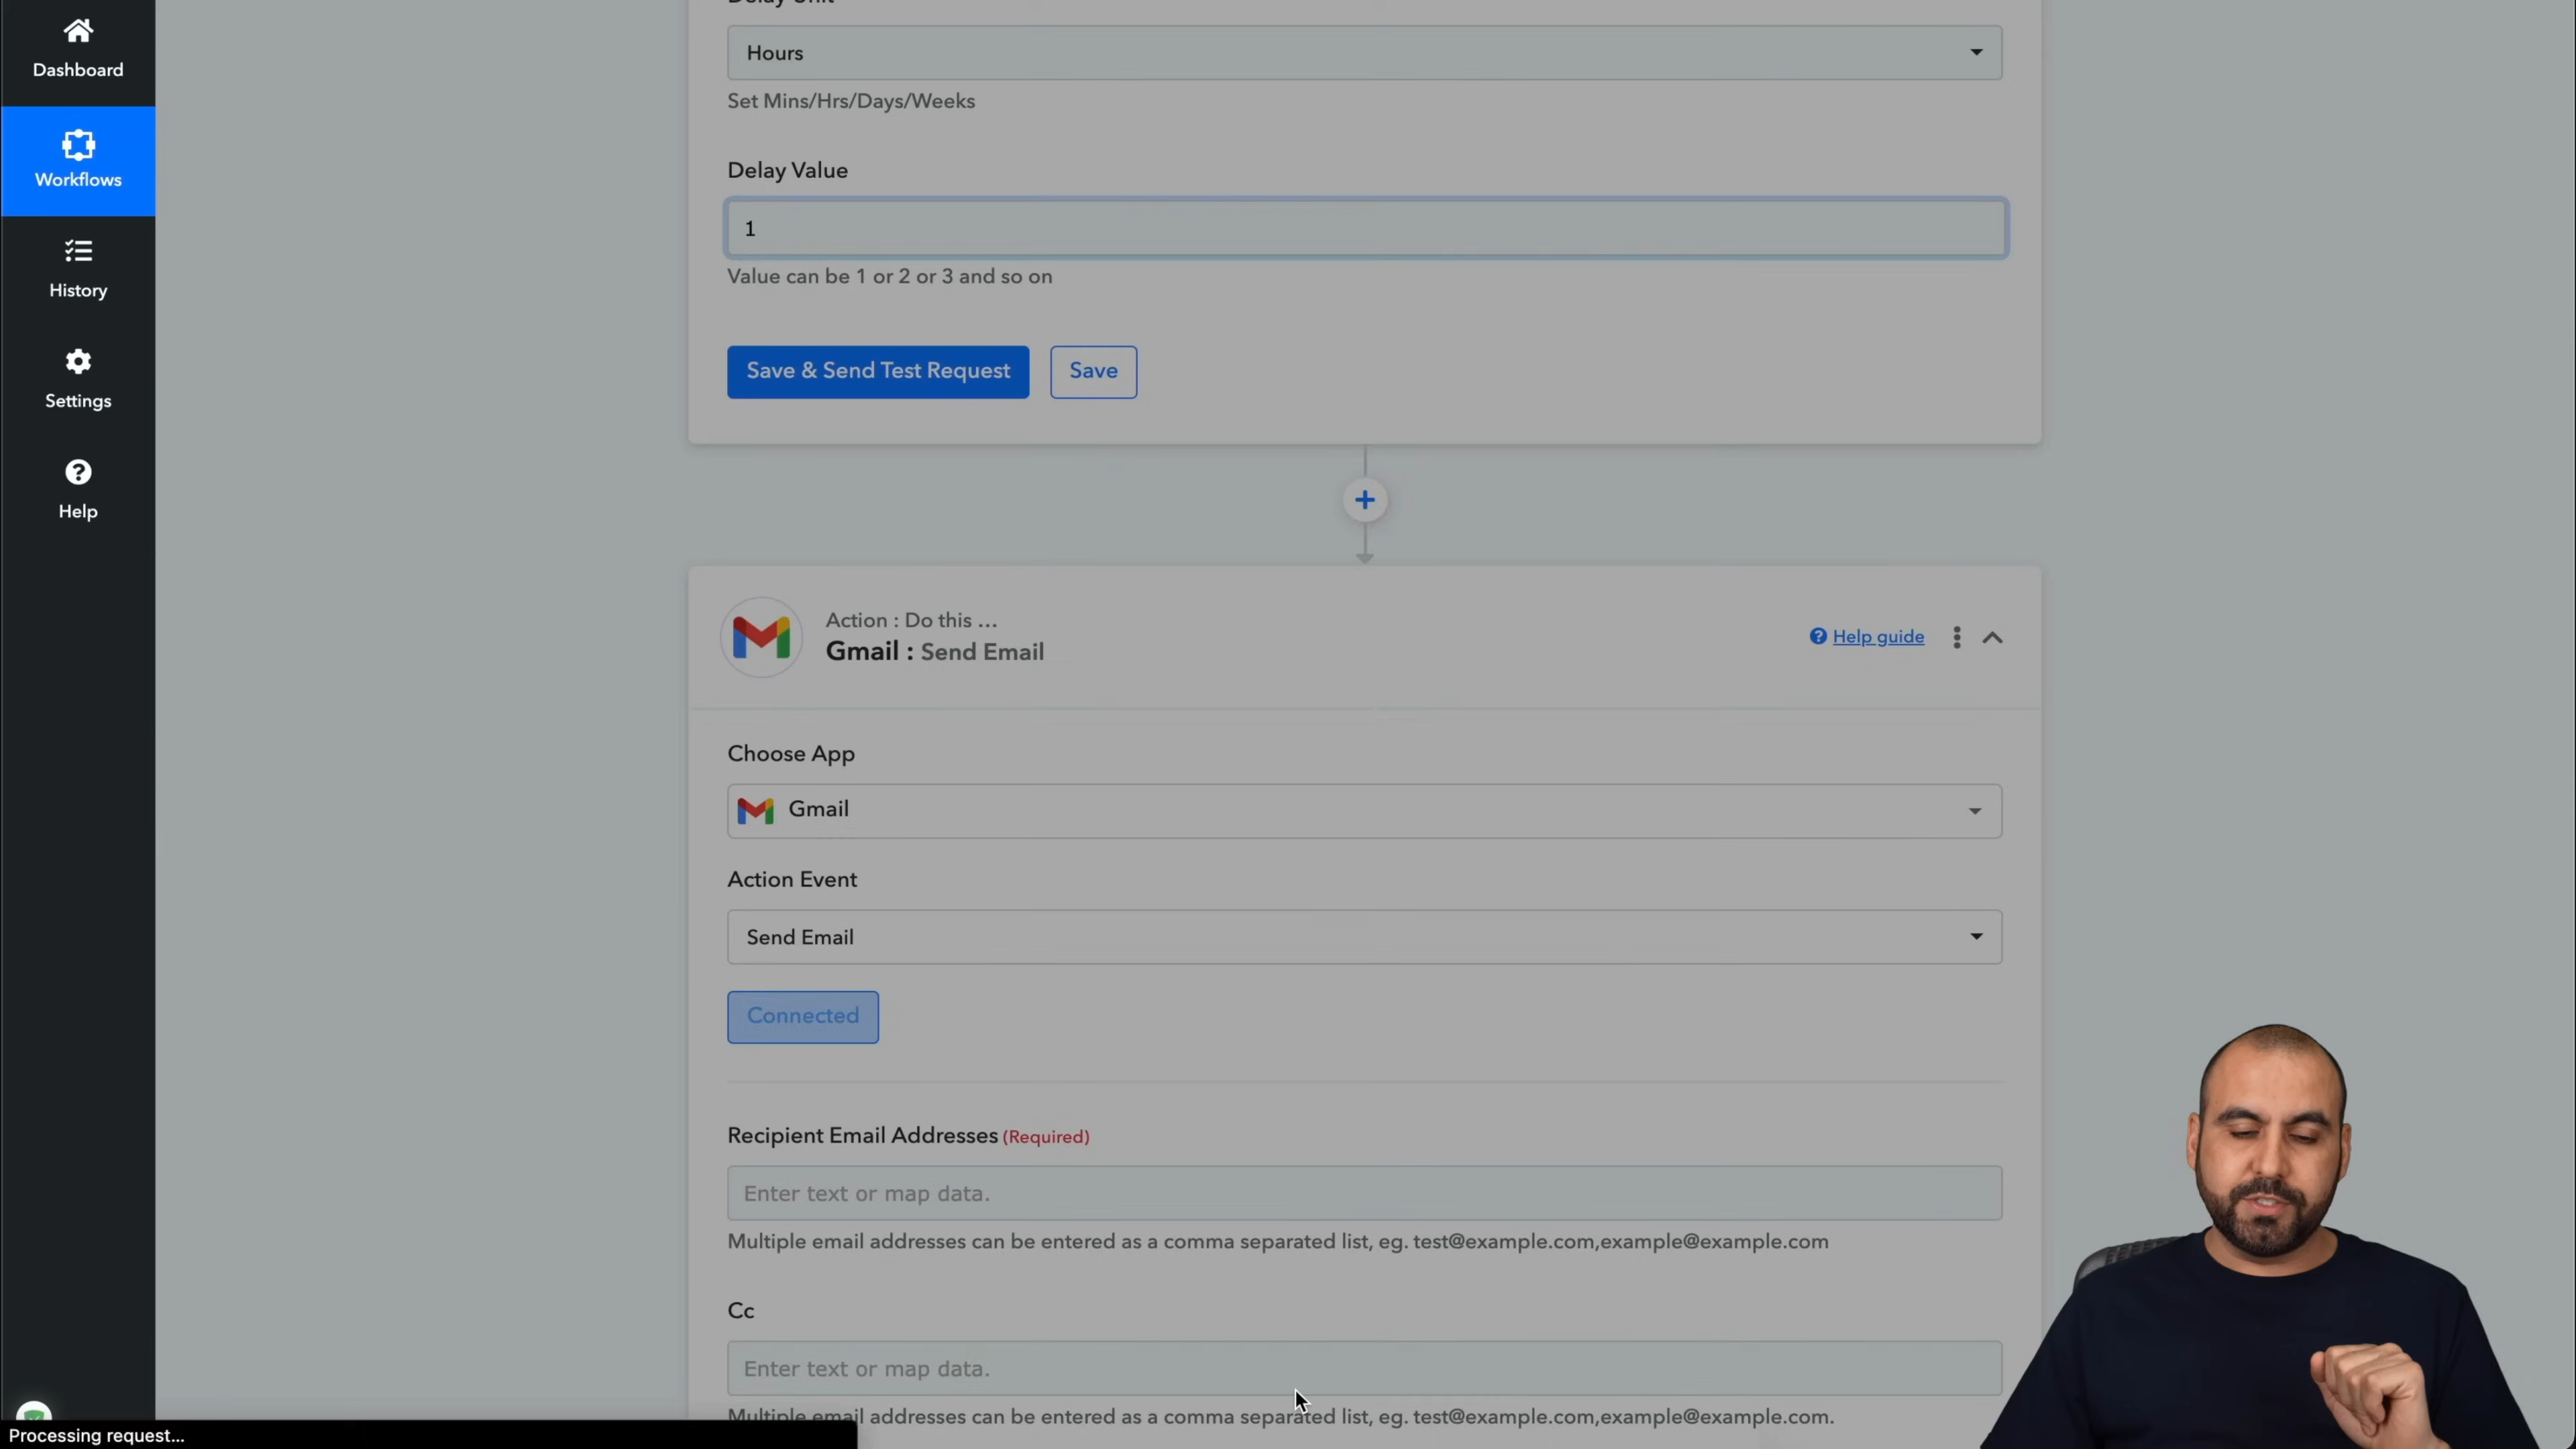 Dashboard
Workflows
History
Settings
Help
Delay Unit
Hours
Set Mins/Hrs/Days/Weeks
Delay Value
1
Value can be 1 or 2 or 3 and so on
Save & Send Test Request
Save
Action : Do this ...
Gmail : Send Email
Help guide
Choose App
Gmail
Action Event
Send Email
Connected
Recipient Email Addresses (Required)
Enter text or map data.
Multiple email addresses can be entered as a comma separated list, eg. test@example.com,example@example.com
Cc
Enter text or map data.
Multiple email addresses can be entered as a comma separated list, eg. test@example.com,example@example.com.
Processing request...